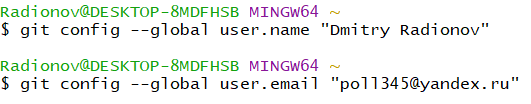 Radionov@DESKTOP-8MDFHSB MINGW64 ~
$ git config --global user.name "Dmitry Radionov"
Radionov@DESKTOP-8MDFHSB MINGW64 ~
$ git config --global user.email "poll345@yandex.ru"